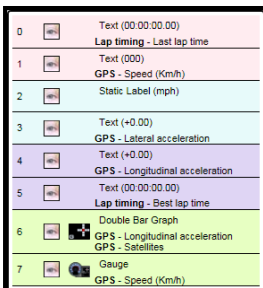 0
Text (00:00:00.00)
Lap timing - Last lap time
1
Text (000)
GPS - Speed (Km/h)
2
Static Label (mph)
3
Text (+0.00)
GPS - Lateral acceleration
4
Text (+0.00)
GPS - Longitudinal acceleration
5
Text (00:00:00.00)
Lap timing - Best lap time
6
Double Bar Graph
GPS - Longitudinal acceleration
GPS - Satellites
7
Gauge
GPS - Speed (Km/h)